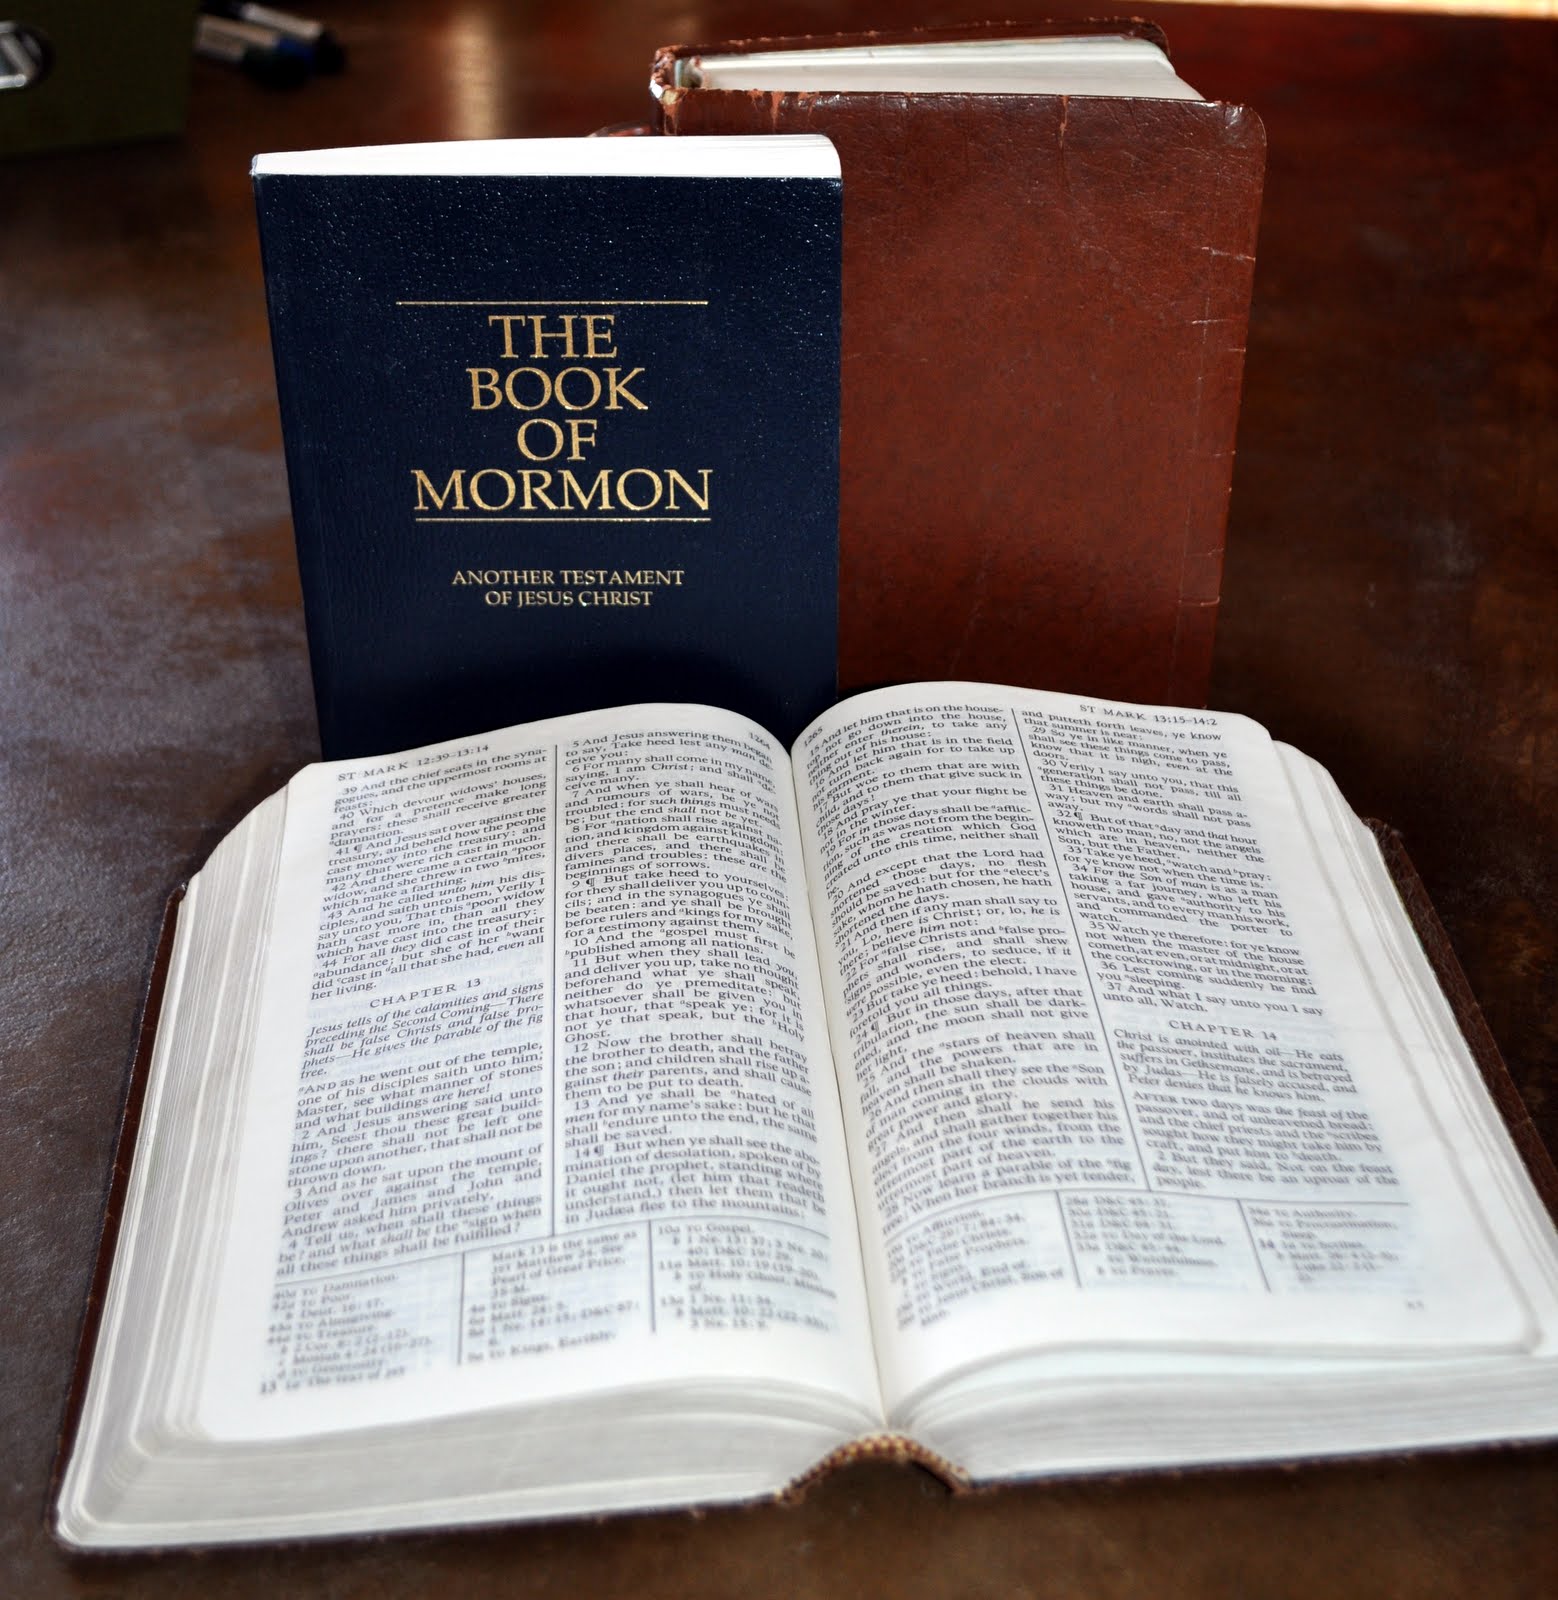 THE
BOOK
OF
MORMON
ANOTHER TESTAMENT
OF JESUS CHRIST
ST MARK 12:39–13:14
1264
39 And the chief seats in the syna-
gogues, and the uppermost rooms at
feasts:
40 Which devour widows' houses,
and for a pretence make long
prayers: these shall receive greater
damnation.
41 ¶ And Jesus sat over against the
treasury, and beheld how the people
cast money into the treasury: and
many that were rich cast in much.
42 And there came a certain poor
widow, and she threw in two mites,
which make a farthing.
43 And he called unto him his dis-
ciples, and saith unto them, Verily I
say unto you, That this poor widow
hath cast more in, than all they
which have cast into the treasury:
44 For all they did cast in of their
abundance; but she of her want
did cast in all that she had, even all
her living.
CHAPTER 13
Jesus tells of the calamities and signs
preceding the Second Coming—There
shall be false Christs and false pro-
phets—He gives the parable of the fig
tree.
AND as he went out of the temple,
one of his disciples saith unto him,
Master, see what manner of stones
and what buildings are here!
2 And Jesus answering said unto
him, Seest thou these great build-
ings? there shall not be left one
stone upon another, that shall not be
thrown down.
3 And as he sat upon the mount of
Olives over against the temple,
Peter and James and John and
Andrew asked him privately,
4 Tell us, when shall these things
be? and what shall be the sign when
all these things shall be fulfilled?
5 And Jesus answering them began
to say, Take heed lest any man de-
ceive you:
6 For many shall come in my name,
saying, I am Christ; and shall de-
ceive many.
7 And when ye shall hear of wars
and rumours of wars, be ye not
troubled: for such things must needs
be; but the end shall not be yet.
8 For nation shall rise against na-
tion, and kingdom against kingdom:
and there shall be earthquakes in
divers places, and there shall be
famines and troubles: these are the
beginnings of sorrows.
9 ¶ But take heed to yourselves:
for they shall deliver you up to coun-
cils; and in the synagogues ye shall
be beaten: and ye shall be brought
before rulers and kings for my sake,
for a testimony against them.
10 And the gospel must first be
published among all nations.
11 But when they shall lead you,
and deliver you up, take no thought
beforehand what ye shall speak,
neither do ye premeditate: but
whatsoever shall be given you in
that hour, that speak ye: for it is
not ye that speak, but the Holy
Ghost.
12 Now the brother shall betray
the brother to death, and the father
the son; and children shall rise up a-
gainst their parents, and shall cause
them to be put to death.
13 And ye shall be hated of all
men for my name's sake: but he that
shall endure unto the end, the same
shall be saved.
14 ¶ But when ye shall see the abo-
mination of desolation, spoken of by
Daniel the prophet, standing where
it ought not, (let him that readeth
understand,) then let them that be
in Judæa flee to the mountains:
Mark 13 is the same as
JST Matthew 24. See
Pearl of Great Price,
JS-M.
1265
ST MARK 13:15–14:2
15 And let him that is on the house-
top not go down into the house,
neither enter therein, to take any
thing out of his house:
16 And let him that is in the field
not turn back again for to take up
his garment.
17 But woe to them that are with
child, and to them that give suck in
those days!
18 And pray ye that your flight be
not in the winter.
19 For in those days shall be afflic-
tion, such as was not from the begin-
ning of the creation which God
created unto this time, neither shall
be.
20 And except that the Lord had
shortened those days, no flesh
should be saved: but for the elect's
sake, whom he hath chosen, he hath
shortened the days.
21 And then if any man shall say to
you, Lo, here is Christ; or, lo, he is
there; believe him not:
22 For false Christs and false pro-
phets shall rise, and shall shew
signs and wonders, to seduce, if it
were possible, even the elect.
23 But take ye heed: behold, I have
foretold you all things.
24 ¶ But in those days, after that
tribulation, the sun shall be dark-
ened, and the moon shall not give
her light,
25 And the stars of heaven shall
fall, and the powers that are in
heaven shall be shaken.
26 And then shall they see the Son
of man coming in the clouds with
great power and glory.
27 And then shall he send his
angels, and shall gather together his
elect from the four winds, from the
uttermost part of the earth to the
uttermost part of heaven.
28 Now learn a parable of the fig
tree; When her branch is yet tender,
and putteth forth leaves, ye know
that summer is near:
29 So ye in like manner, when ye
shall see these things come to pass,
know that it is nigh, even at the
doors.
30 Verily I say unto you, that this
generation shall not pass, till all
these things be done.
31 Heaven and earth shall pass a-
way: but my words shall not pass
away.
32 ¶ But of that day and that hour
knoweth no man, no, not the angels
which are in heaven, neither the
Son, but the Father.
33 Take ye heed, watch and pray:
for ye know not when the time is.
34 For the Son of man is as a man
taking a far journey, who left his
house, and gave authority to his
servants, and to every man his work,
and commanded the porter to
watch.
35 Watch ye therefore: for ye know
not when the master of the house
cometh, at even, or at midnight, or at
the cockcrowing, or in the morning:
36 Lest coming suddenly he find
you sleeping.
37 And what I say unto you I say
unto all, Watch.
CHAPTER 14
Christ is anointed with oil—He eats
the passover, institutes the sacrament,
suffers in Gethsemane, and is betrayed
by Judas—He is falsely accused, and
Peter denies that he knows him.
AFTER two days was the feast of the
passover, and of unleavened bread:
and the chief priests and the scribes
sought how they might take him by
craft, and put him to death.
2 But they said, Not on the feast
day, lest there be an uproar of the
people.